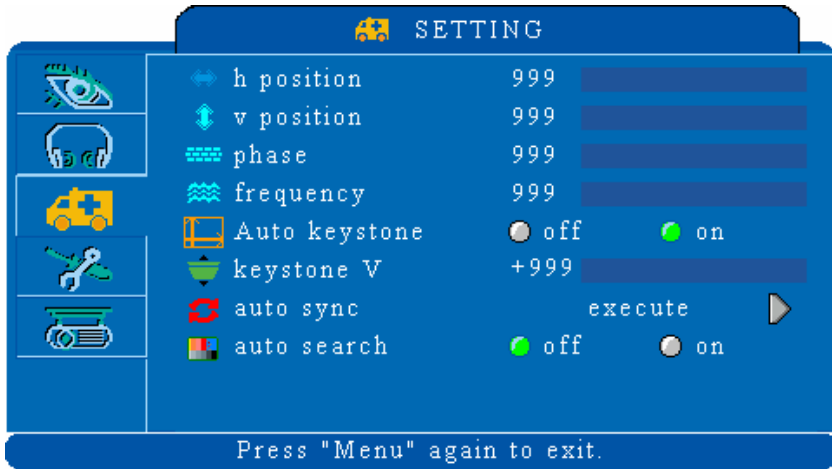 SETTING
h position 999
v position 999
phase 999
frequency 999
Auto keystone off on
keystone V +999
auto sync execute
auto search off on
Press "Menu" again to exit.